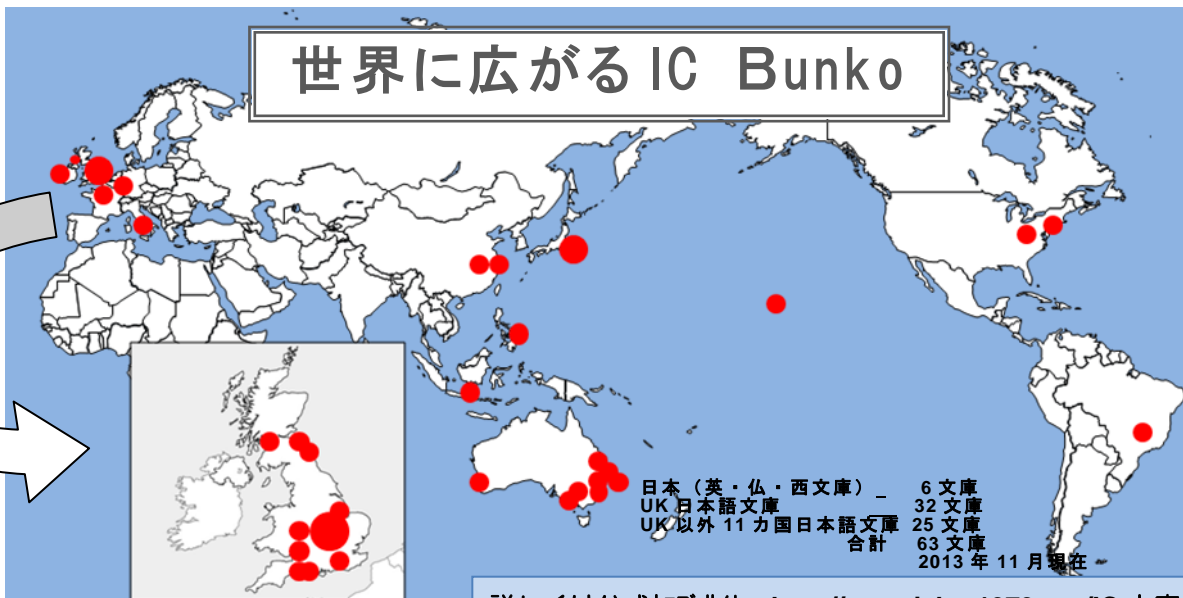 世界に広がる IC Bunko
日本（英・仏・西文庫）_ 6 文庫
UK 日本語文庫 __ 32 文庫
UK 以外 11 カ国日本語文庫 25 文庫
合計 63 文庫
2013 年 11 月現在